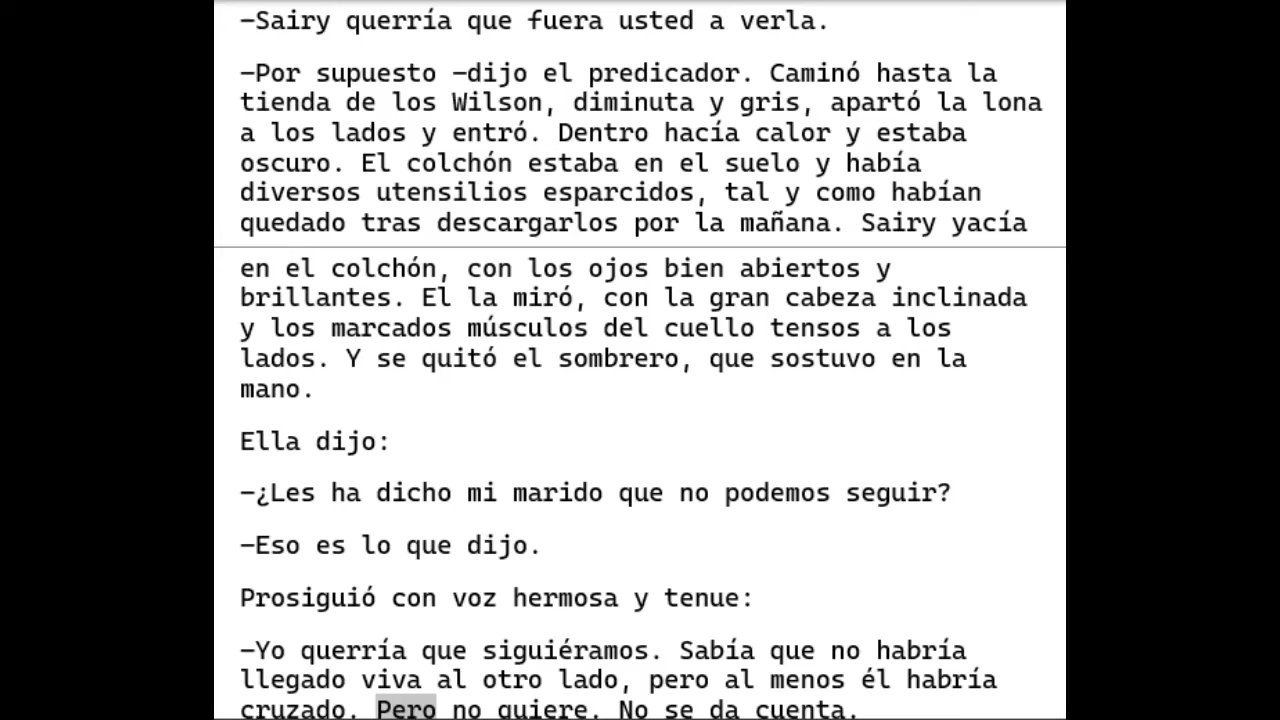 —Sairy querría que fuera usted a verla.
—Por supuesto —dijo el predicador. Caminó hasta la
tienda de los Wilson, diminuta y gris, apartó la lona
a los lados y entró. Dentro hacía calor y estaba
oscuro. El colchón estaba en el suelo y había
diversos utensilios esparcidos, tal y como habían
quedado tras descargarlos por la mañana. Sairy yacía
en el colchón, con los ojos bien abiertos y
brillantes. El la miró, con la gran cabeza inclinada
y los marcados músculos del cuello tensos a los
lados. Y se quitó el sombrero, que sostuvo en la
mano.
Ella dijo:
—¿Les ha dicho mi marido que no podemos seguir?
—Eso es lo que dijo.
Prosiguió con voz hermosa y tenue:
—Yo querría que siguiéramos. Sabía que no habría
llegado viva al otro lado, pero al menos él habría
cruzado. Pero no quiere. No se da cuenta.